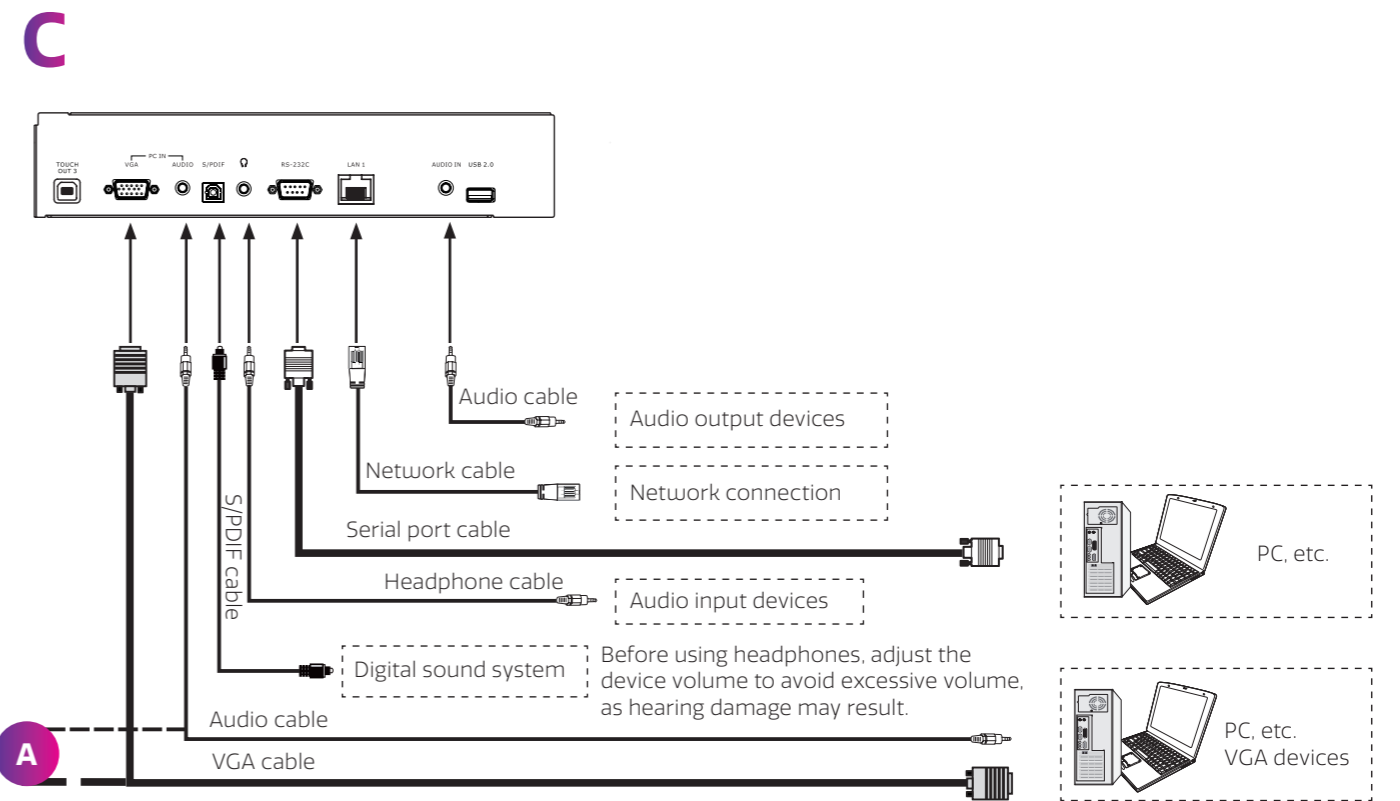 C
PC IN
TOUCH
OUT 3
VGA
AUDIO
S/PDIF
Ω
RS-232C
LAN 1
AUDIO IN
USB 2.0
Audio cable
Audio output devices
Network cable
Network connection
S/PDIF cable
Serial port cable
PC, etc.
Headphone cable
Audio input devices
Digital sound system
Before using headphones, adjust the
device volume to avoid excessive volume,
as hearing damage may result.
Audio cable
PC, etc.
VGA devices
A
VGA cable